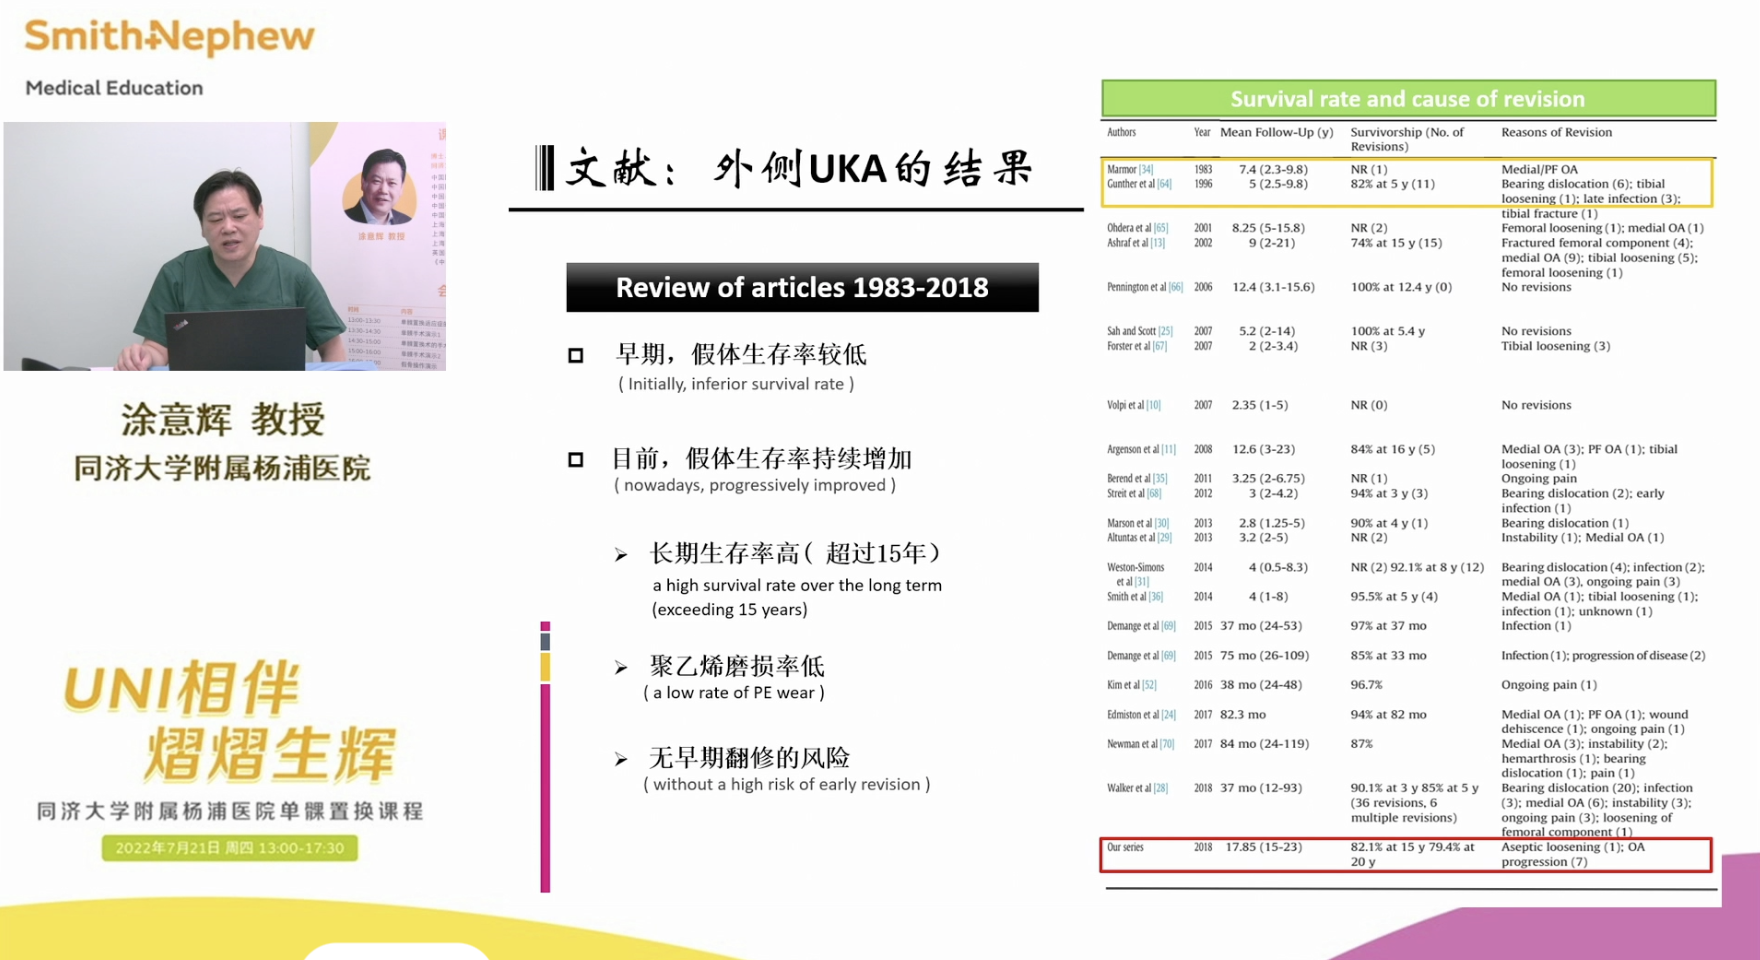 Smith+Nephew
Medical Education
涂意辉 教授
涂意辉 教授
同济大学附属杨浦医院
UNI相伴
熠熠生辉
同济大学附属杨浦医院单髁置换课程
2022年7月21日 周四 13:00-17:30
文献：外侧UKA的结果
Review of articles 1983-2018
早期，假体生存率较低
( Initially, inferior survival rate )
目前，假体生存率持续增加
( nowadays, progressively improved )
长期生存率高（ 超过15年）
a high survival rate over the long term
(exceeding 15 years)
聚乙烯磨损率低
( a low rate of PE wear )
无早期翻修的风险
( without a high risk of early revision )
Survival rate and cause of revision
Authors Year Mean Follow-Up (y) Survivorship (No. of Revisions) Reasons of Revision
Marmor [34] 1983 7.4 (2.3-9.8) NR (1) Medial/PF OA
Gunther et al [64] 1996 5 (2.5-9.8) 82% at 5 y (11) Bearing dislocation (6); tibial
loosening (1); late infection (3);
tibial fracture (1)
Ohdera et al [65] 2001 8.25 (5-15.8) NR (2) Femoral loosening (1); medial OA (1)
Ashraf et al [13] 2002 9 (2-21) 74% at 15 y (15) Fractured femoral component (4);
medial OA (9); tibial loosening (5);
femoral loosening (1)
Pennington et al [66] 2006 12.4 (3.1-15.6) 100% at 12.4 y (0) No revisions
Sah and Scott [25] 2007 5.2 (2-14) 100% at 5.4 y No revisions
Forster et al [67] 2007 2 (2-3.4) NR (3) Tibial loosening (3)
Volpi et al [10] 2007 2.35 (1-5) NR (0) No revisions
Argenson et al [11] 2008 12.6 (3-23) 84% at 16 y (5) Medial OA (3); PF OA (1); tibial
loosening (1)
Berend et al [35] 2011 3.25 (2-6.75) NR (1) Ongoing pain
Streit et al [68] 2012 3 (2-4.2) 94% at 3 y (3) Bearing dislocation (2); early
infection (1)
Marson et al [30] 2013 2.8 (1.25-5) 90% at 4 y (1) Bearing dislocation (1)
Altuntas et al [29] 2013 3.2 (2-5) NR (2) Instability (1); Medial OA (1)
Weston-Simons 2014 4 (0.5-8.3) NR (2) 92.1% at 8 y (12) Bearing dislocation (4); infection (2);
et al [31] medial OA (3), ongoing pain (3)
Smith et al [36] 2014 4 (1-8) 95.5% at 5 y (4) Medial OA (1); tibial loosening (1);
infection (1); unknown (1)
Demange et al [69] 2015 37 mo (24-53) 97% at 37 mo Infection (1)
Demange et al [69] 2015 75 mo (26-109) 85% at 33 mo Infection (1); progression of disease (2)
Kim et al [52] 2016 38 mo (24-48) 96.7% Ongoing pain (1)
Edmiston et al [24] 2017 82.3 mo 94% at 82 mo Medial OA (1); PF OA (1); wound
dehiscence (1); ongoing pain (1)
Newman et al [70] 2017 84 mo (24-119) 87% Medial OA (3); instability (2);
hemarthrosis (1); bearing
dislocation (1); pain (1)
Walker et al [28] 2018 37 mo (12-93) 90.1% at 3 y 85% at 5 y Bearing dislocation (20); infection
(36 revisions, 6 (3); medial OA (6); instability (3);
multiple revisions) ongoing pain (3); loosening of
femoral component (1)
Our series 2018 17.85 (15-23) 82.1% at 15 y 79.4% at Aseptic loosening (1); OA
20 y progression (7)